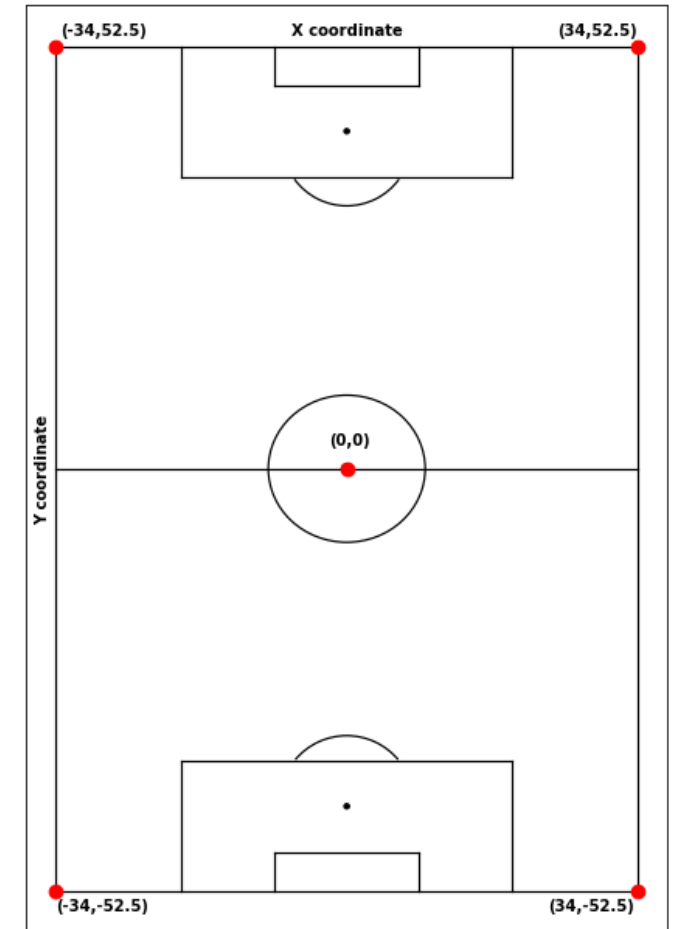 (-34,52.5)
X coordinate
(34,52.5)
(0,0)
Y coordinate
(-34,-52.5)
(34,-52.5)